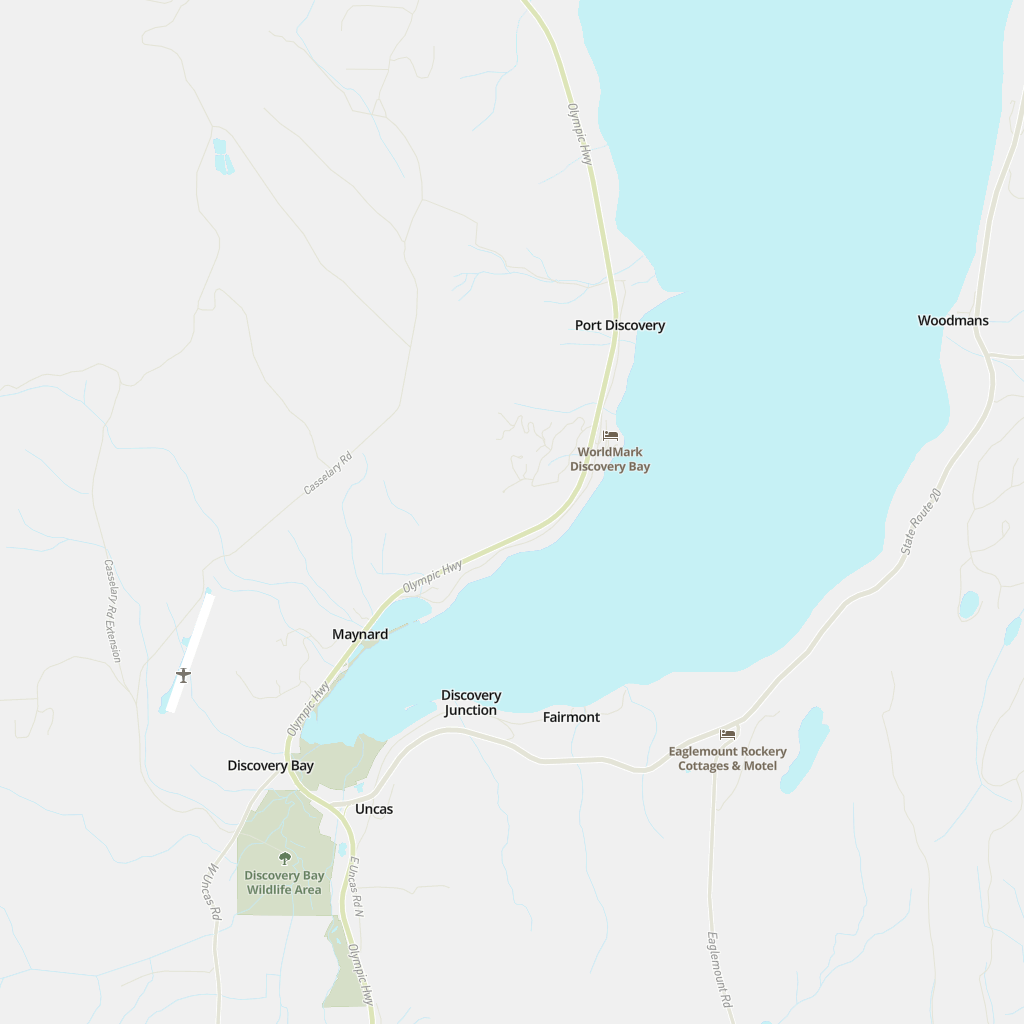 Olympic Hwy
Port Discovery
Woodmans
WorldMark
Discovery Bay
Casselary Rd
State Route 20
Olympic Hwy
Casselary Rd Extension
Maynard
Olympic Hwy
Discovery
Junction
Fairmont
Eaglemount Rockery
Cottages & Motel
Discovery Bay
Uncas
Discovery Bay
Wildlife Area
W Uncas Rd
E Uncas Rd N
Olympic Hwy
Eaglemount Rd